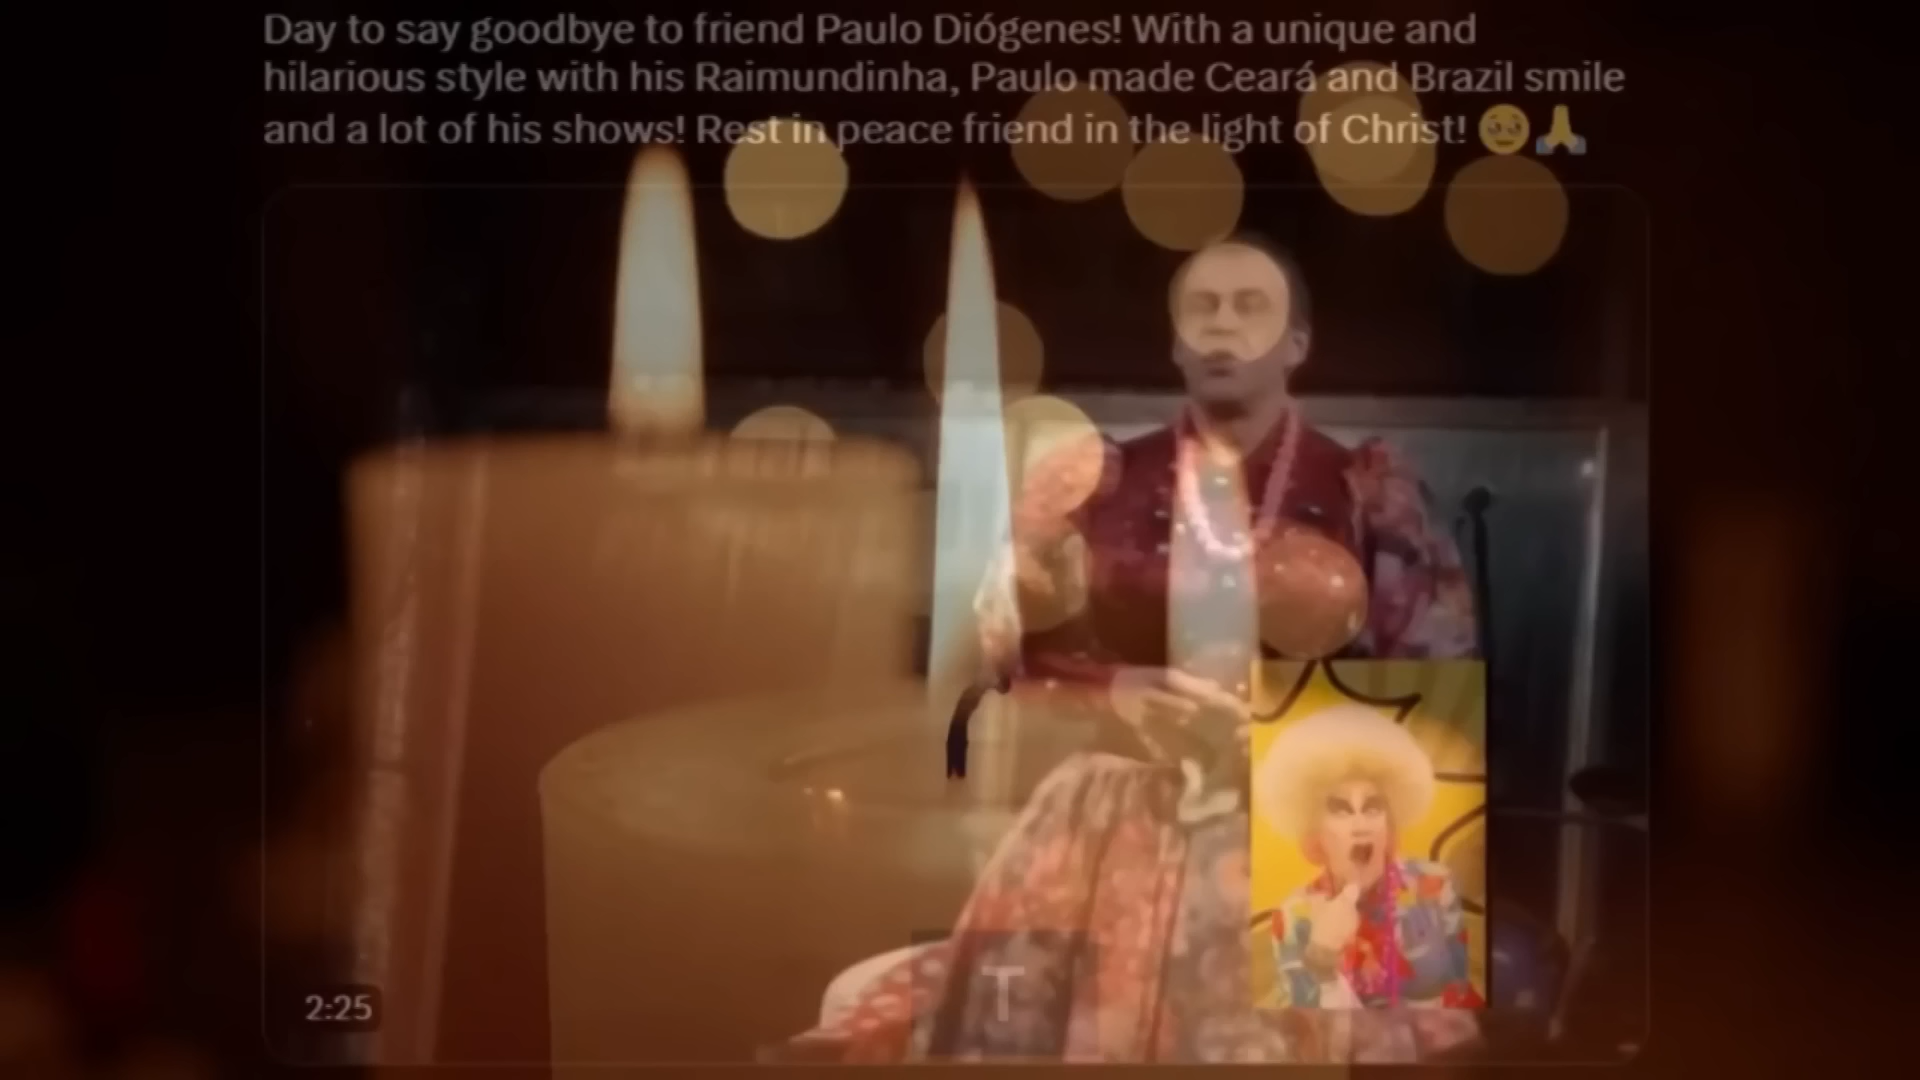 Day to say goodbye to friend Paulo Diógenes! With a unique and
hilarious style with his Raimundinha, Paulo made Ceará and Brazil smile
and a lot of his shows! Rest in peace friend in the light of Christ! 🥹🙏
T
2:25